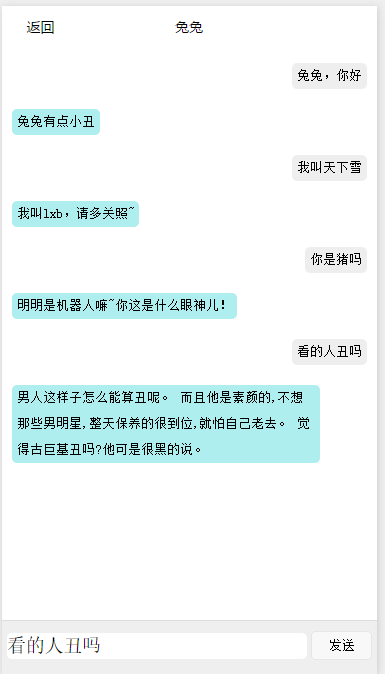 返回 兔兔
兔兔，你好
兔兔有点小丑
我叫天下雪
我叫lxb，请多关照~
你是猪吗
明明是机器人嘛~你这是什么眼神儿!
看的人丑吗
男人这样子怎么能算丑呢。 而且他是素颜的,不想
那些男明星,整天保养的很到位,就怕自己老去。 觉
得古巨基丑吗?他可是很黑的说。
看的人丑吗 发送